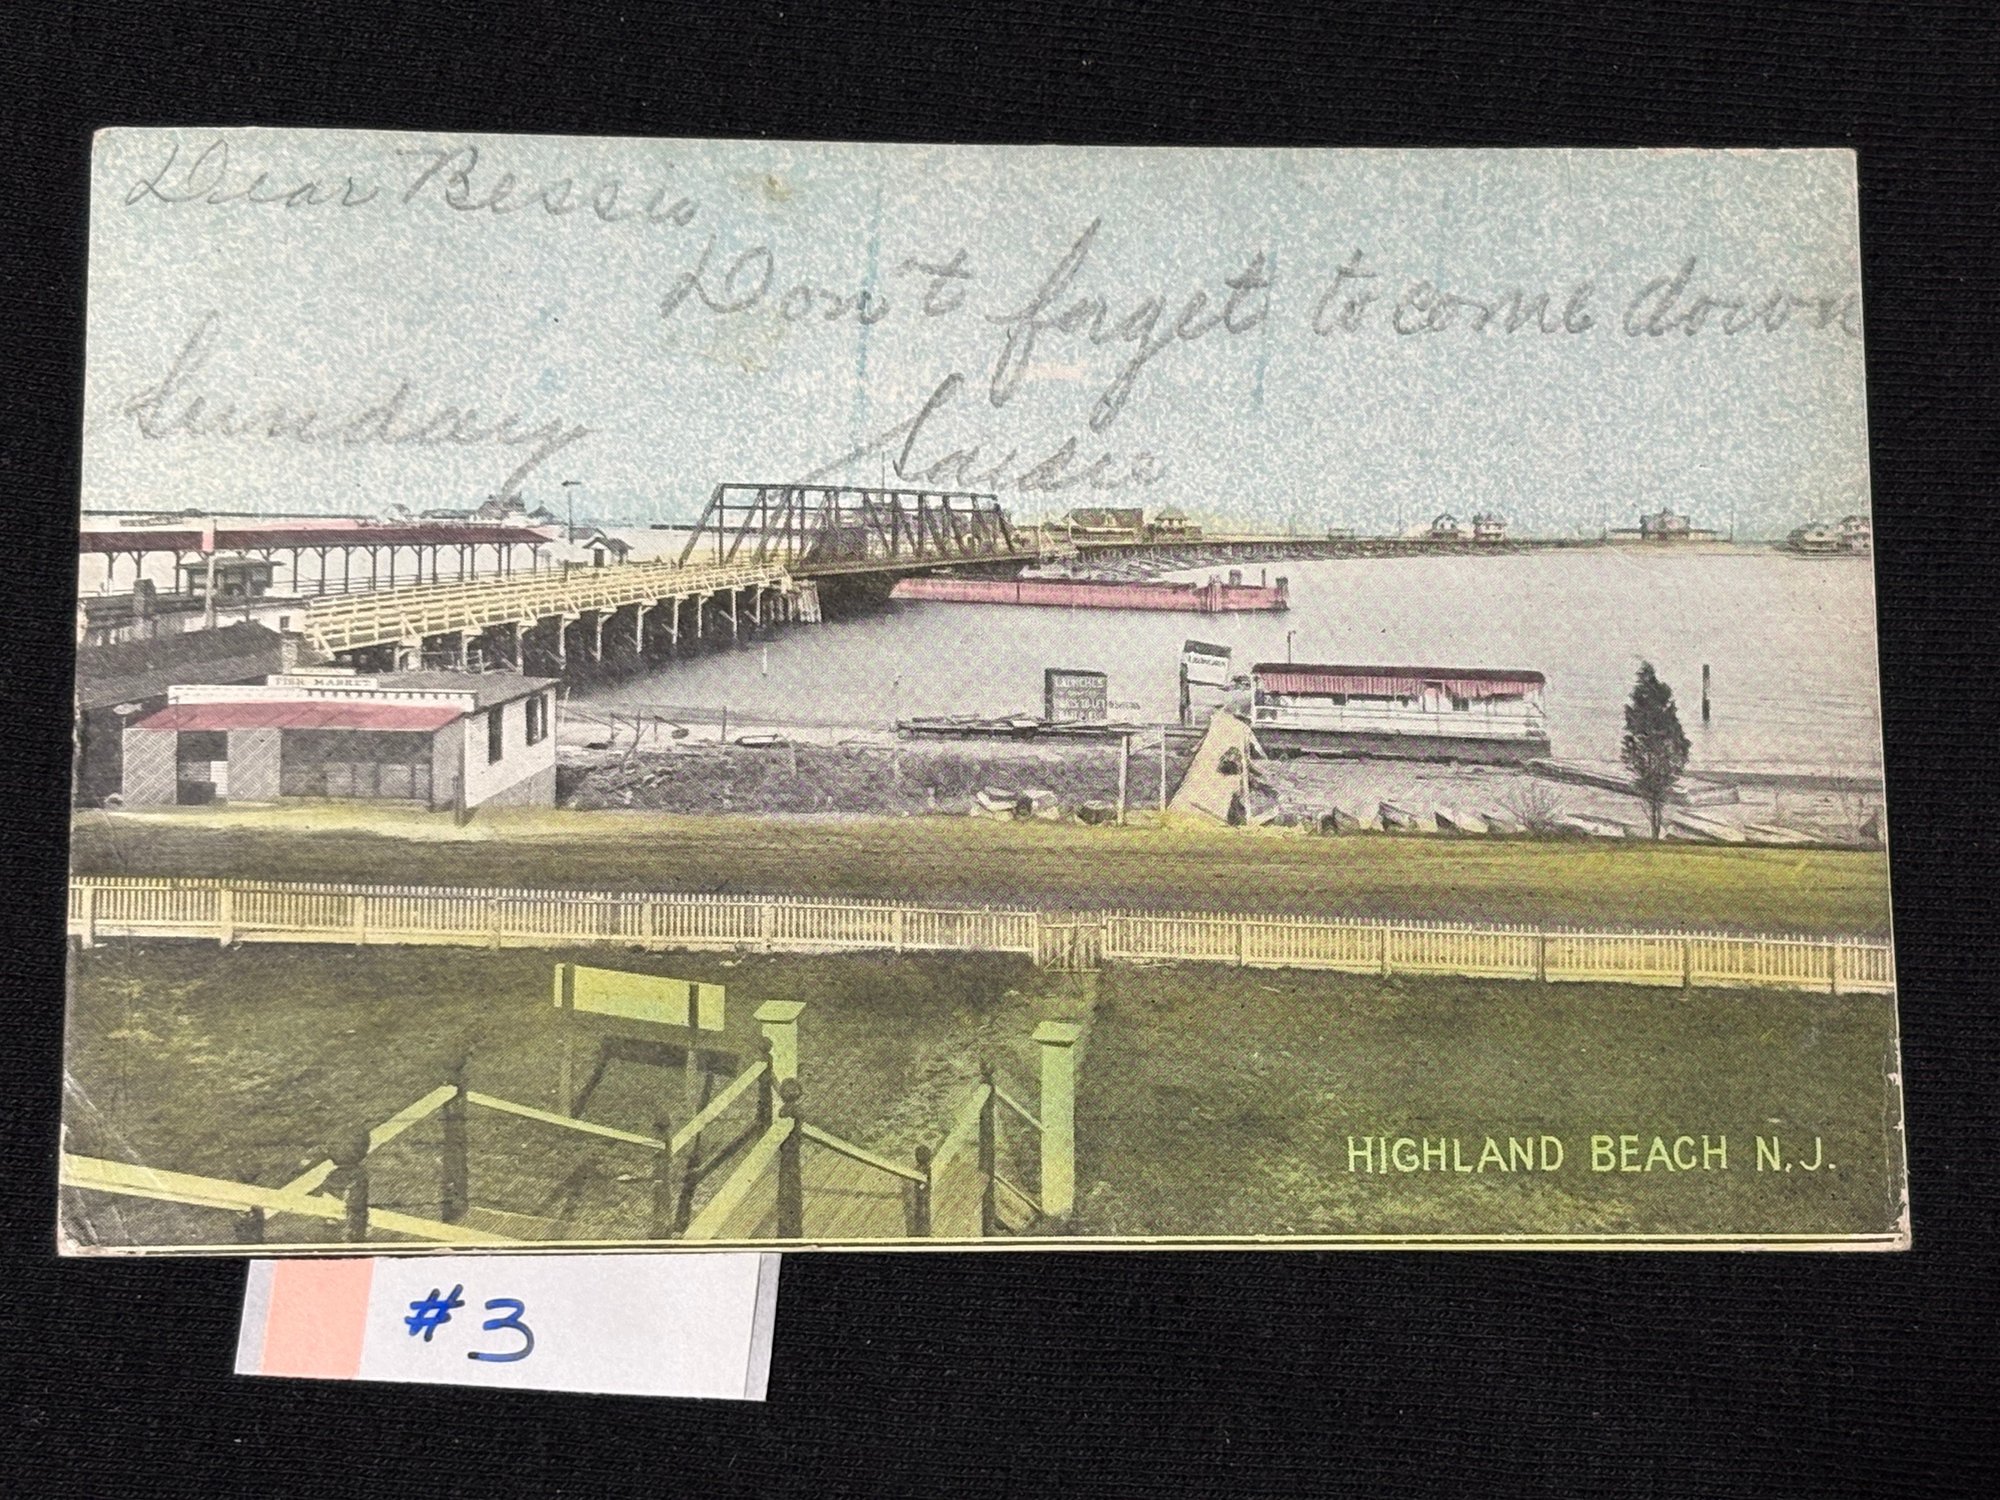 Dear Bessie
Don't forget to come down
Sunday
FISH MARKET
HIGHLAND BEACH N.J.
#3